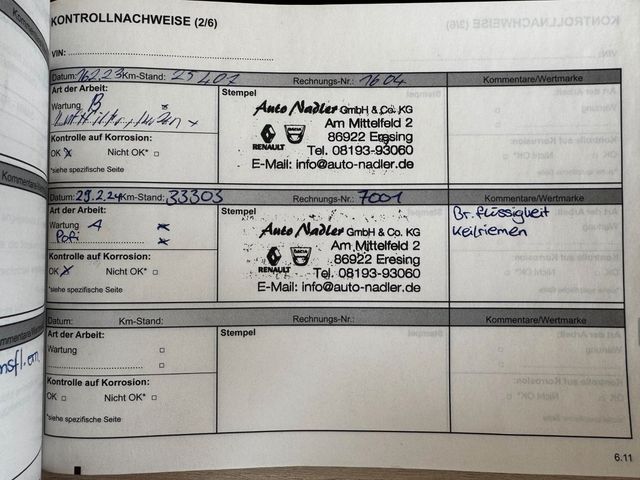 KONTROLLNACHWEISE (2/6)
VIN:
Datum: 16.2.23 Km-Stand: 25 407 Rechnungs-Nr.: 1604 Kommentare/Wertmarke
Art der Arbeit: Stempel
Wartung B
Kontrolle auf Korrosion:
OK x Nicht OK*
*siehe spezifische Seite
Auto Nadler GmbH & Co. KG
Am Mittelfeld 2
86922 Eresing
Tel. 08193-93060
E-Mail: info@auto-nadler.de
RENAULT DACIA
Datum: 29.2.24 Km-Stand: 33303 Rechnungs-Nr.: 7001 Kommentare/Wertmarke
Art der Arbeit: Stempel
Wartung A x
Pofi x
Kontrolle auf Korrosion:
OK x Nicht OK*
*siehe spezifische Seite
Auto Nadler GmbH & Co. KG
Am Mittelfeld 2
86922 Eresing
Tel. 08193-93060
E-Mail: info@auto-nadler.de
RENAULT DACIA
Br.flüssigkeit
Keilriemen
Datum: Km-Stand: Rechnungs-Nr.: Kommentare/Wertmarke
Art der Arbeit: Stempel
Wartung
Kontrolle auf Korrosion:
OK Nicht OK*
*siehe spezifische Seite
6.11